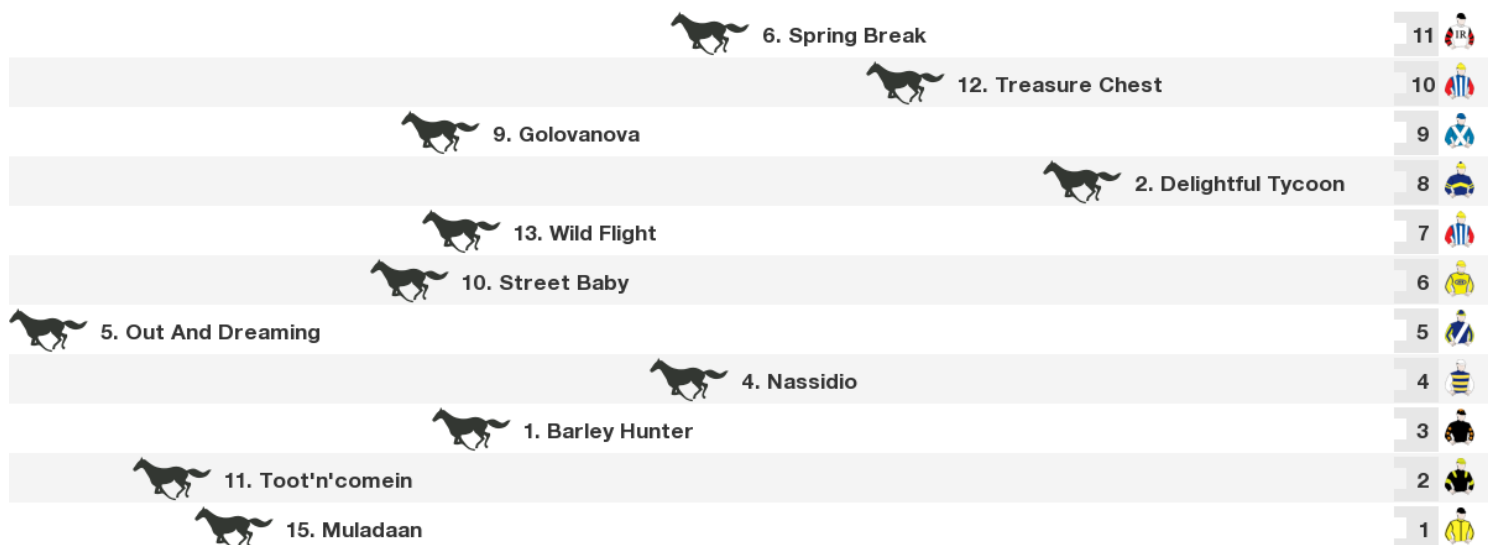 6. Spring Break 11 IR
12. Treasure Chest 10
9. Golovanova 9
2. Delightful Tycoon 8
13. Wild Flight 7
10. Street Baby 6
5. Out And Dreaming 5
4. Nassidio 4
1. Barley Hunter 3
11. Toot'n'comein 2
15. Muladaan 1